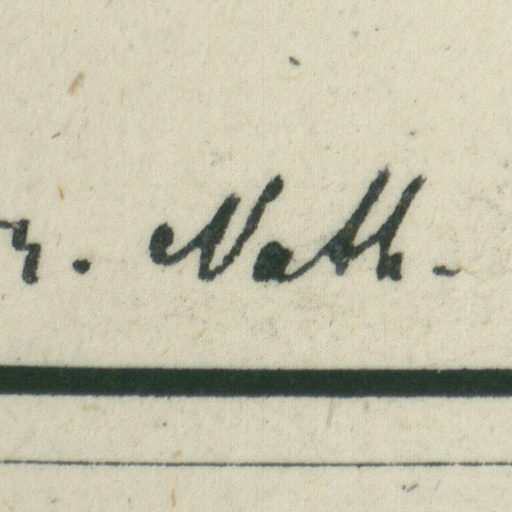 r. Nath-